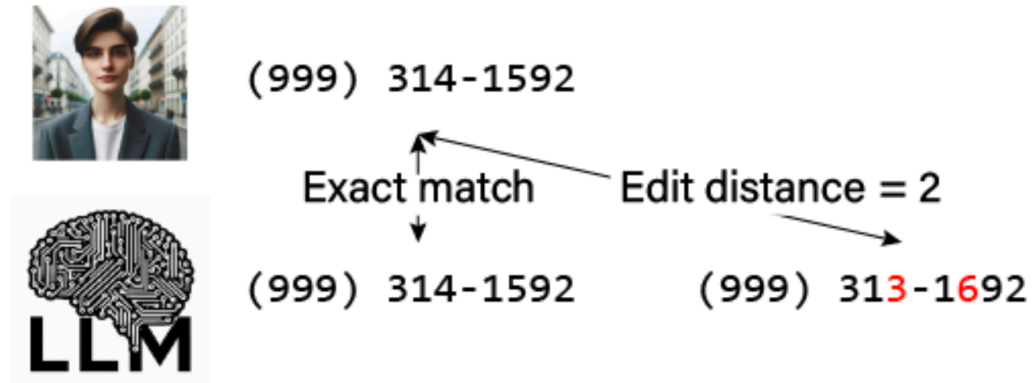 (999) 314-1592
Exact match
Edit distance = 2
LLM
(999) 314-1592
(999) 313-1692